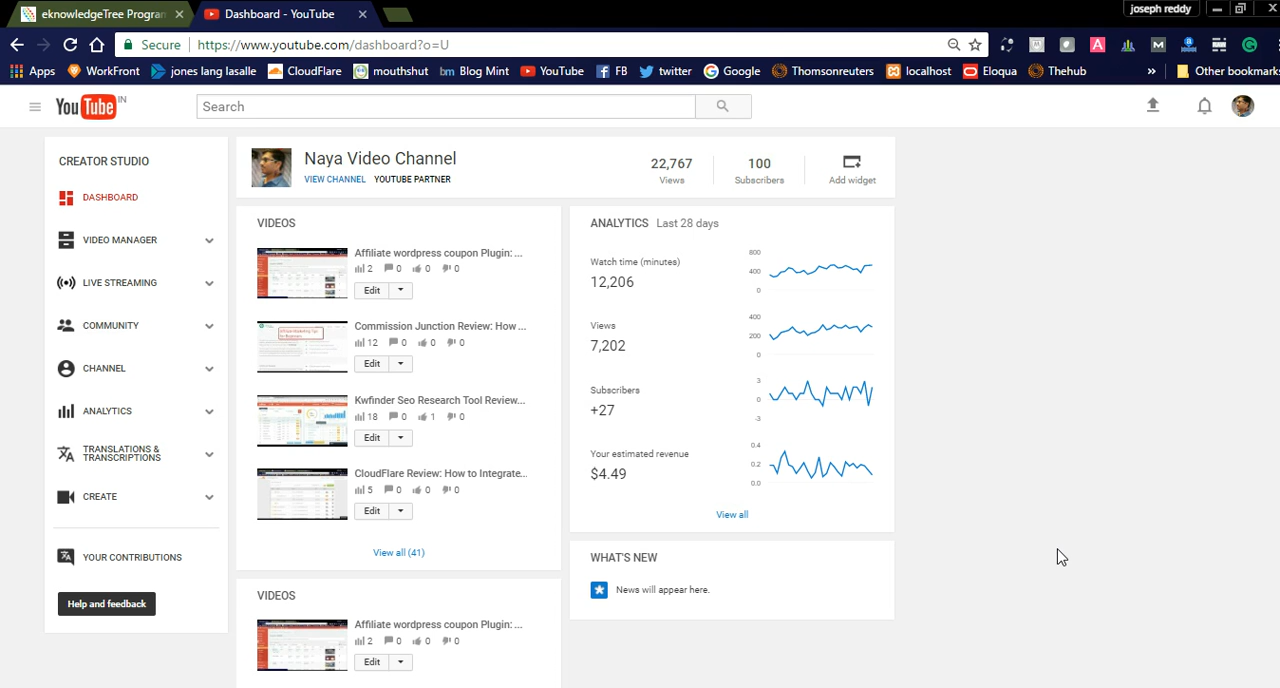 eknowledgeTree Program
Dashboard - YouTube
joseph reddy
Secure
https://www.youtube.com/dashboard?o=U
Apps
WorkFront
jones lang lasalle
CloudFlare
mouthshut
bm Blog Mint
YouTube
FB
twitter
Google
Thomsonreuters
localhost
Eloqua
Thehub
»
Other bookmarks
YouTube IN
Search
CREATOR STUDIO
DASHBOARD
VIDEO MANAGER
LIVE STREAMING
COMMUNITY
CHANNEL
ANALYTICS
TRANSLATIONS &
TRANSCRIPTIONS
CREATE
YOUR CONTRIBUTIONS
Help and feedback
Naya Video Channel
VIEW CHANNEL YOUTUBE PARTNER
22,767
Views
100
Subscribers
Add widget
VIDEOS
Affiliate wordpress coupon Plugin: ...
2 0 0 0
Edit
Commission Junction Review: How ...
12 0 0 0
Edit
Kwfinder Seo Research Tool Review...
18 0 1 0
Edit
CloudFlare Review: How to Integrate...
5 0 0 0
Edit
View all (41)
VIDEOS
Affiliate wordpress coupon Plugin: ...
2 0 0 0
Edit
ANALYTICS Last 28 days
Watch time (minutes)
12,206
800
400
0
Views
7,202
400
200
0
Subscribers
+27
3
0
-3
Your estimated revenue
$4.49
0.4
0.2
0.0
View all
WHAT'S NEW
News will appear here.